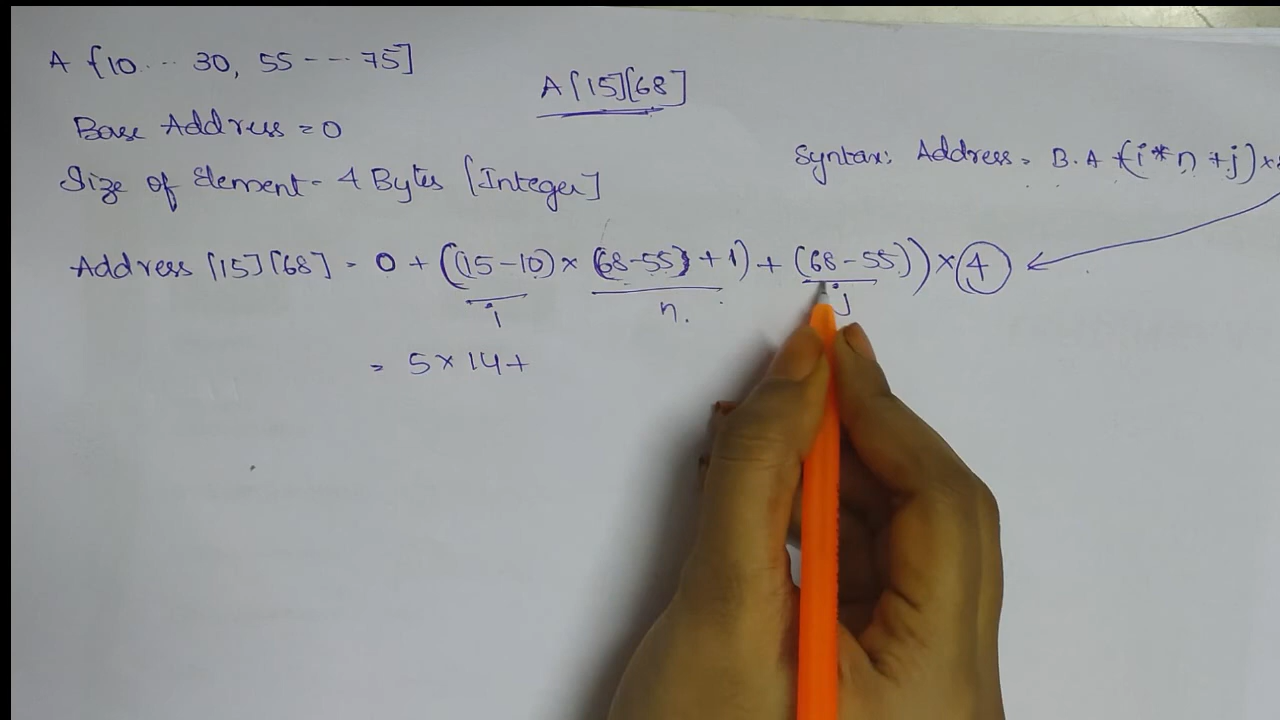 A [10 ... 30, 55 --- 75]
A[15][68]
Base Address = 0
Syntax: Address = B.A + (i * n + j) ×
Size of Element - 4 Bytes [Integer]
Address [15][68] = 0 + ((15-10) × (68-55) + 1) + (68-55)) × 4
i n. j
= 5 × 14 +